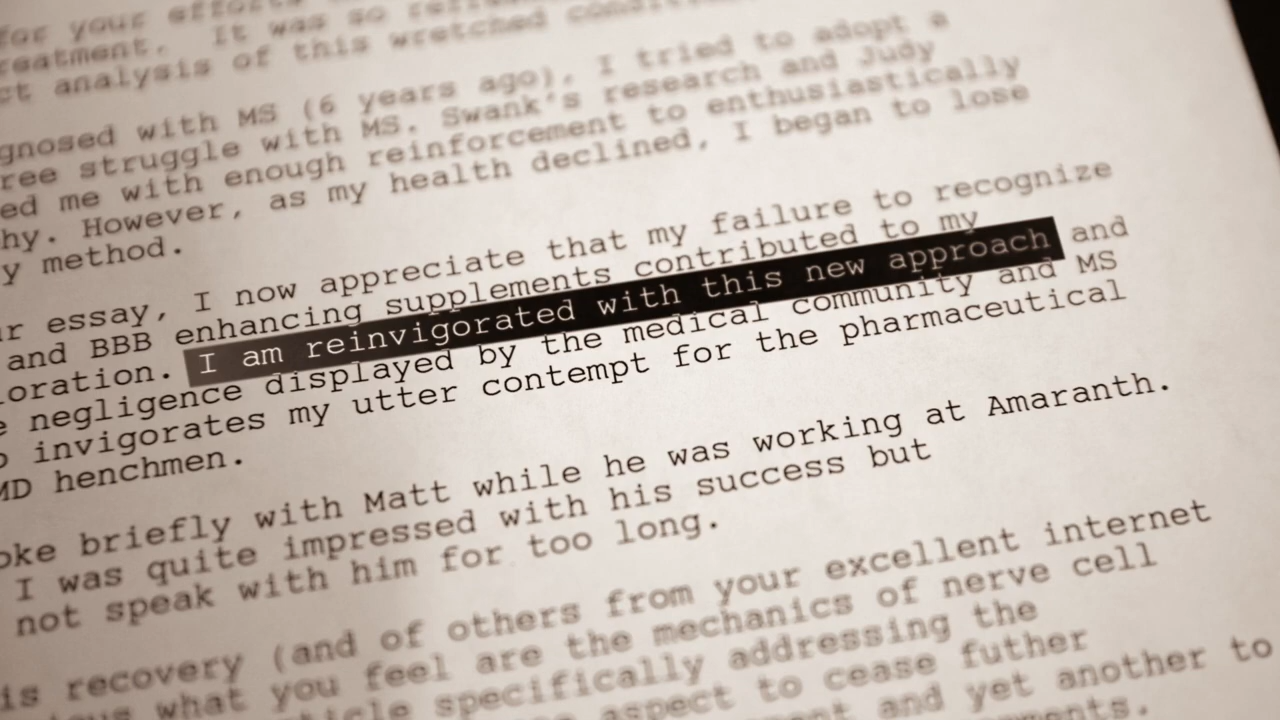 for your efforts
treatment. It was so
ct analysis of this wretched
gnosed with MS (6 years ago), I tried to adopt a
ree struggle with MS. Swank's research and Judy
ed me with enough reinforcement to enthusiastically
hy. However, as my health declined, I began to lose
y method.
ur essay, I now appreciate that my failure to recognize
and BBB enhancing supplements contributed to my
oration. I am reinvigorated with this new approach and
e negligence displayed by the medical community and MS
o invigorates my utter contempt for the pharmaceutical
MD henchmen.
oke briefly with Matt while he was working at Amaranth.
I was quite impressed with his success but
not speak with him for too long.
is recovery (and of others from your excellent internet
what you feel are the mechanics of nerve cell
specifically addressing the
aspect to cease futher
and yet another to